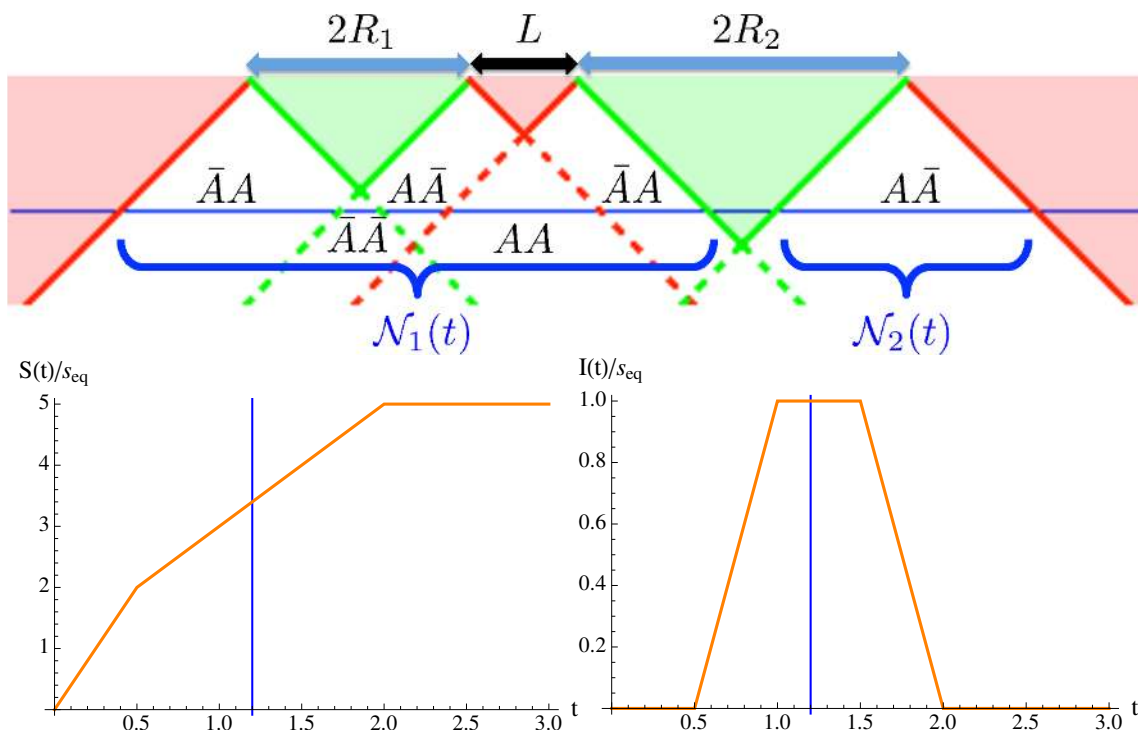 2R₁ L 2R₂
ĀA AĀ ĀA AĀ
ĀĀ AA
𝒩₁(t) 𝒩₂(t)
S(t)/s_eq
5
4
3
2
1
0.5 1.0 1.5 2.0 2.5 3.0 t
I(t)/s_eq
1.0
0.8
0.6
0.4
0.2
0.5 1.0 1.5 2.0 2.5 3.0 t